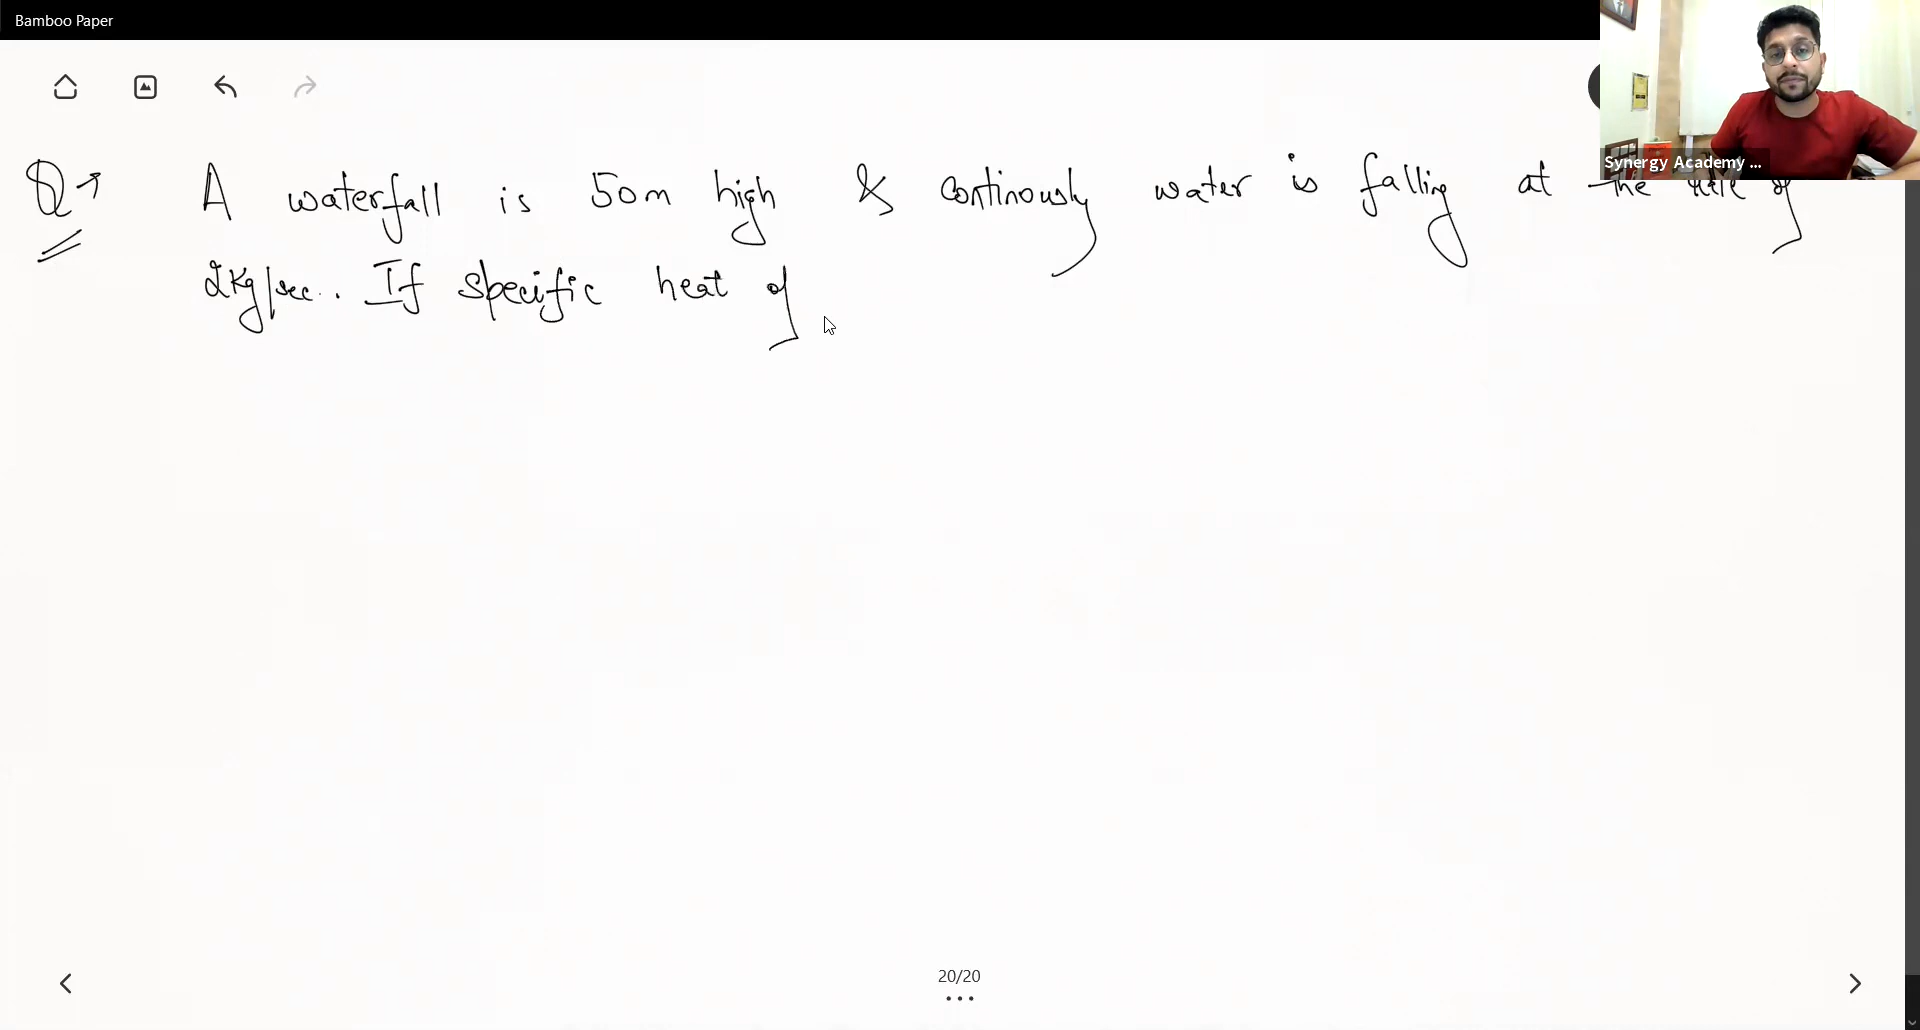 Bamboo Paper
Synergy Academy ...
Q → A waterfall is 50m high & continously water is falling at the rate of
2kg/sec. If specific heat of
20/20